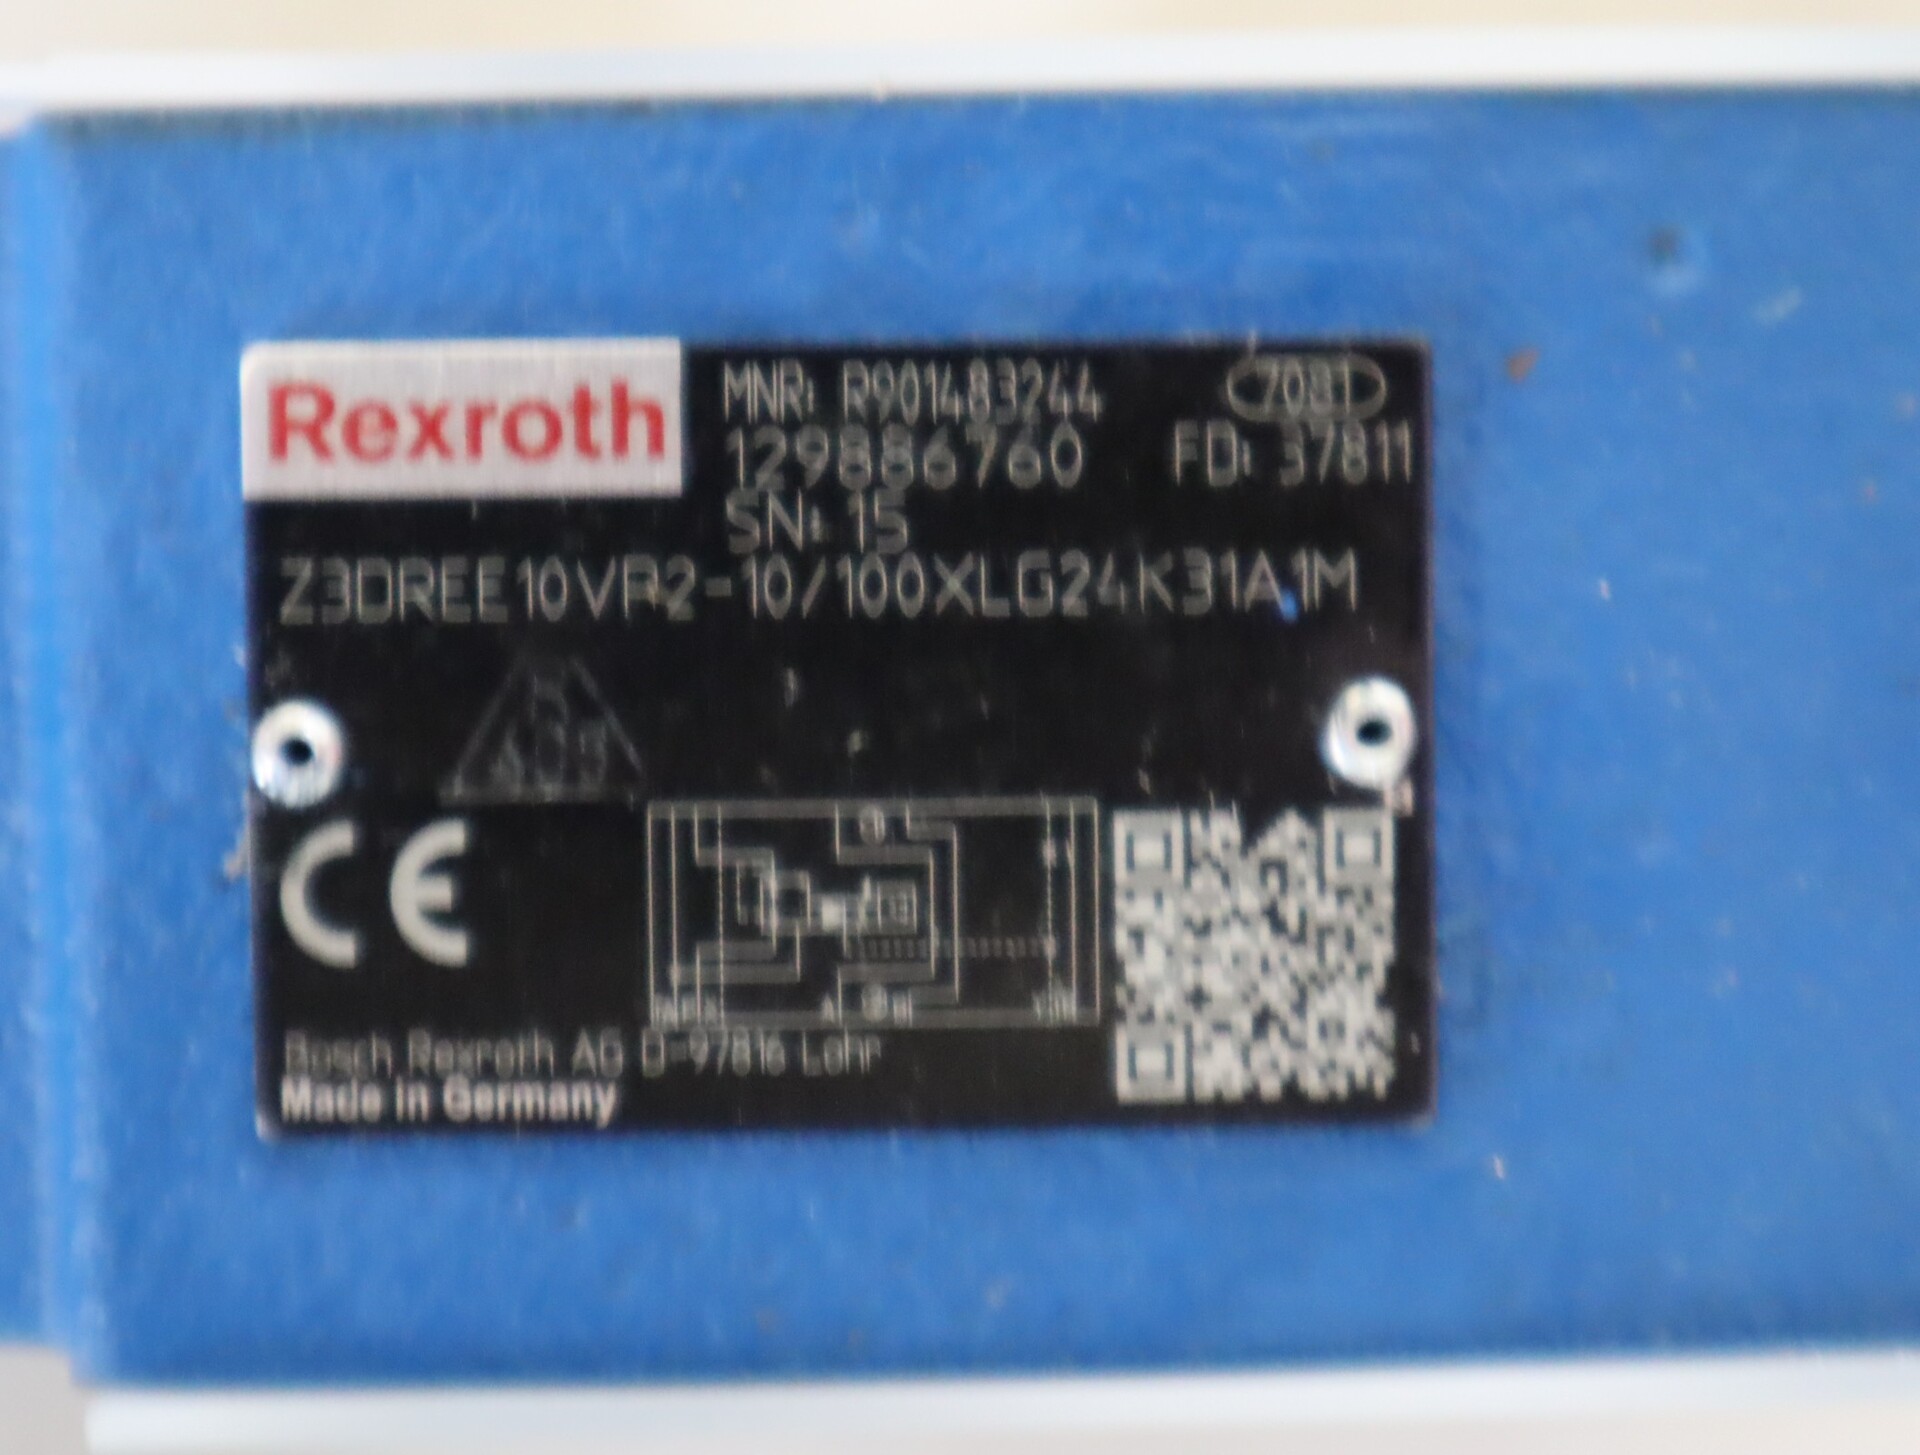 Rexroth
MNR: R901483244 7081
129886760 FD: 37811
SN: 15
Z3DREE10VP2-10/100XLG24K31A1M
CE
Bosch Rexroth AG D-97816 Lohr
Made in Germany